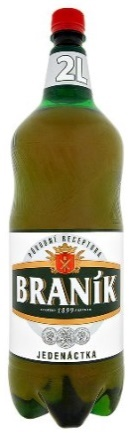 2L
PŮVODNÍ RECEPTURA
1899
BRANÍK
JEDENÁCTKA